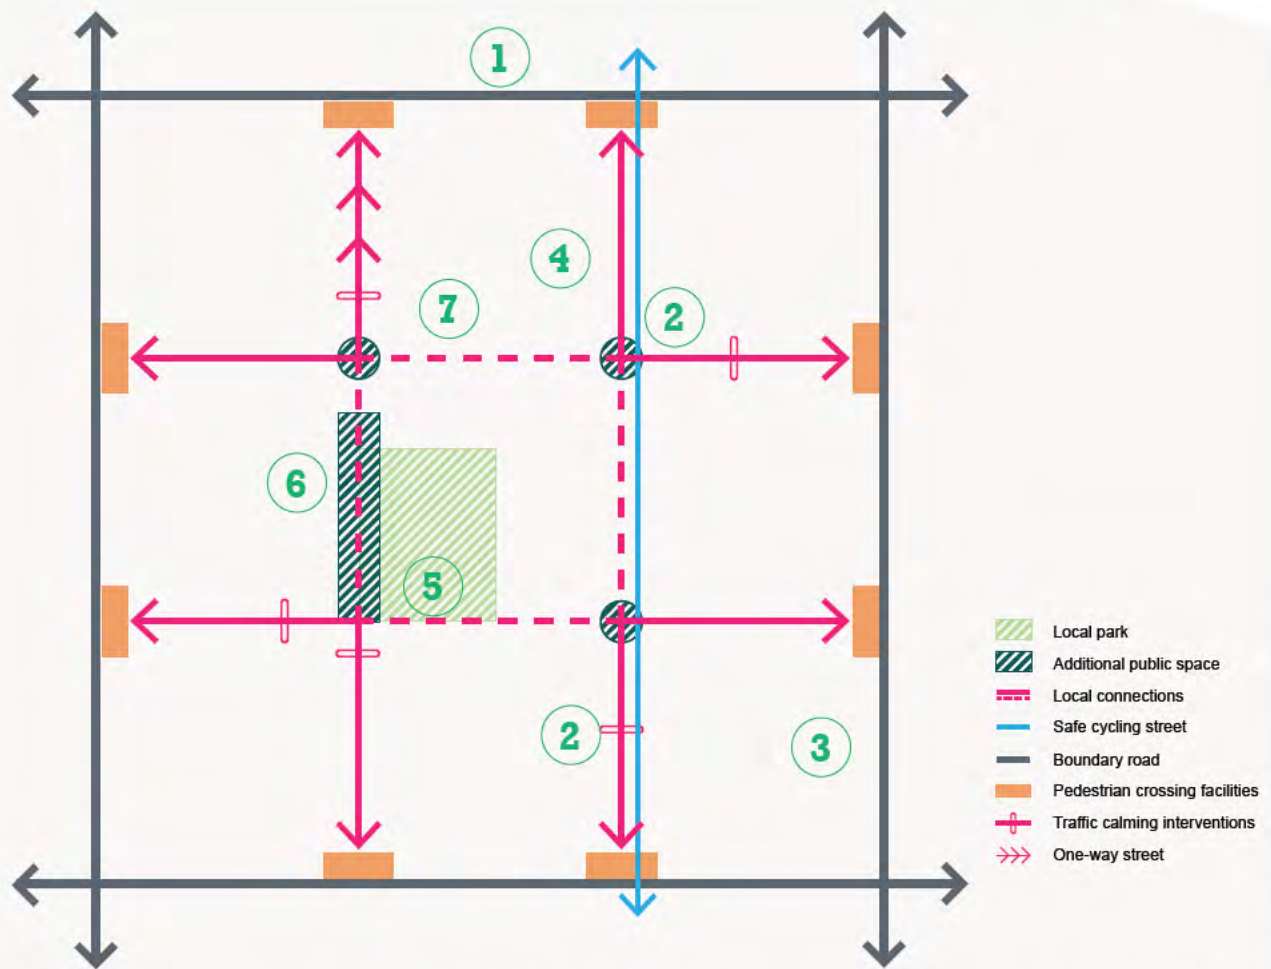 1
4
7
2
6
5
2
3
Local park
Additional public space
Local connections
Safe cycling street
Boundary road
Pedestrian crossing facilities
Traffic calming interventions
One-way street